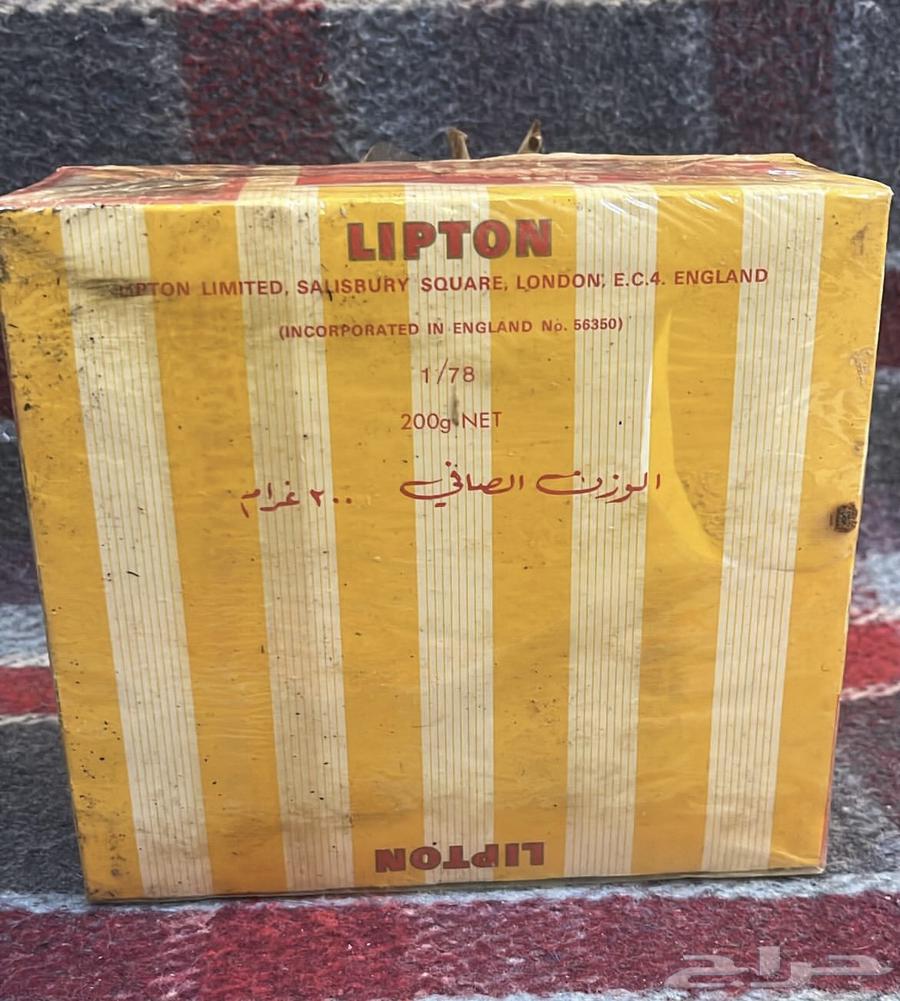 LIPTON
LIPTON LIMITED, SALISBURY SQUARE, LONDON, E.C.4. ENGLAND
(INCORPORATED IN ENGLAND No. 56350)
1/78
200g NET
الوزن الصافي ٢٠٠ غرام
LIPTON
حراج